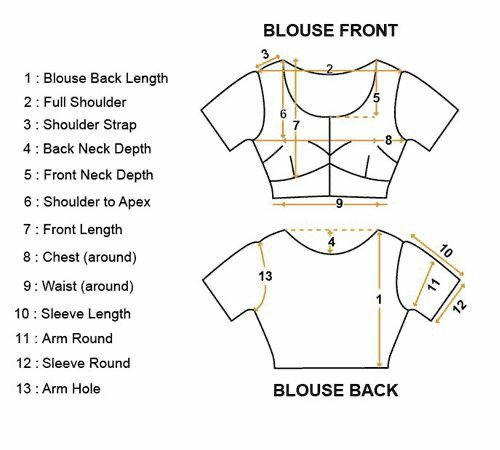 BLOUSE FRONT
1 : Blouse Back Length
2 : Full Shoulder
3 : Shoulder Strap
4 : Back Neck Depth
5 : Front Neck Depth
6 : Shoulder to Apex
7 : Front Length
8 : Chest (around)
9 : Waist (around)
10 : Sleeve Length
11 : Arm Round
12 : Sleeve Round
13 : Arm Hole
3
2
5
6
7
8
9
4
10
13
11
1
12
BLOUSE BACK